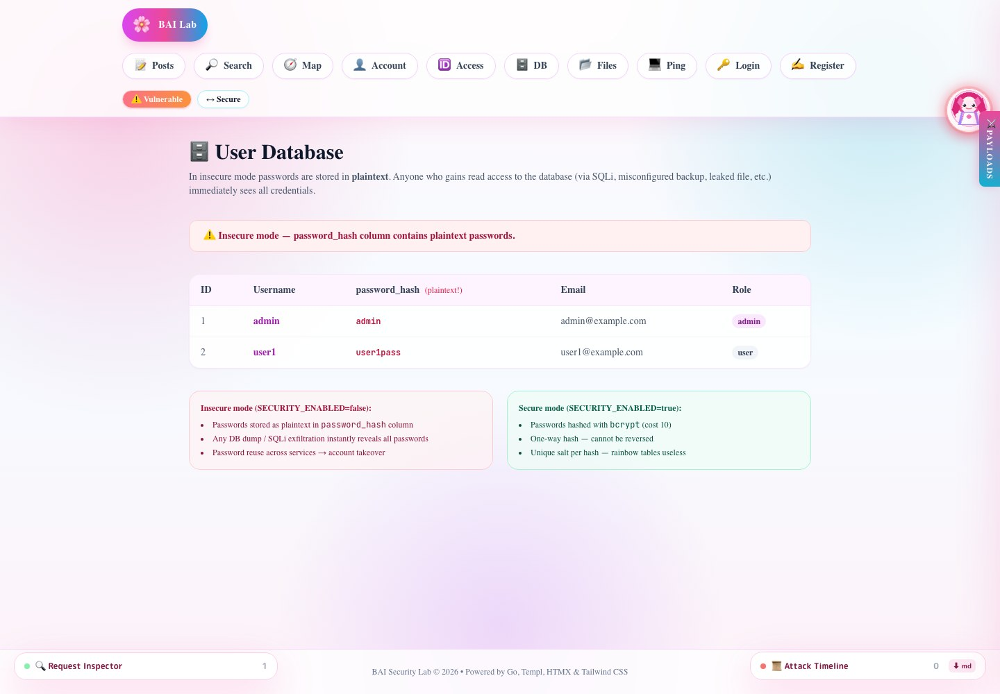 🌸 BAI Lab
📝 Posts
🔎 Search
🧭 Map
👤 Account
🆔 Access
🗄️ DB
📂 Files
💻 Ping
🔑 Login
✍️ Register
⚠️ Vulnerable
↔ Secure
⚔ PAYLOADS
🗄️ User Database
In insecure mode passwords are stored in plaintext. Anyone who gains read access to the database (via SQLi, misconfigured backup, leaked file, etc.)
immediately sees all credentials.
⚠️ Insecure mode — password_hash column contains plaintext passwords.
ID Username password_hash (plaintext!) Email Role
1 admin admin admin@example.com admin
2 user1 user1pass user1@example.com user
Insecure mode (SECURITY_ENABLED=false):
• Passwords stored as plaintext in password_hash column
• Any DB dump / SQLi exfiltration instantly reveals all passwords
• Password reuse across services → account takeover
Secure mode (SECURITY_ENABLED=true):
• Passwords hashed with bcrypt (cost 10)
• One-way hash — cannot be reversed
• Unique salt per hash — rainbow tables useless
🔍 Request Inspector 1
BAI Security Lab © 2026 • Powered by Go, Templ, HTMX & Tailwind CSS
📜 Attack Timeline 0 ⬇ md